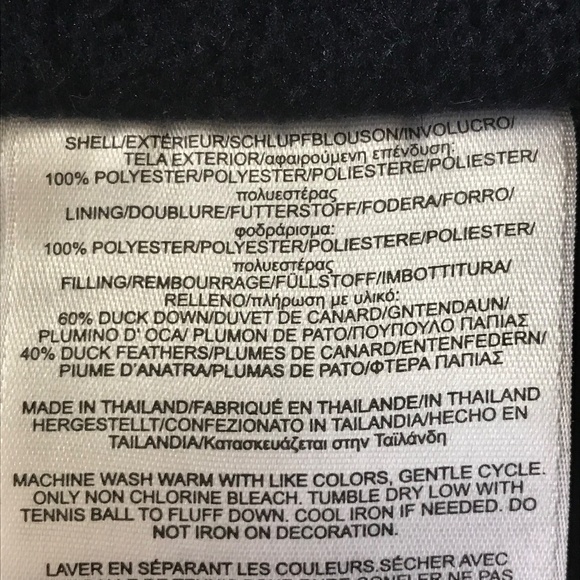 SHELL/EXTÉRIEUR/SCHLUPFBLOUSON/INVOLUCRO/
TELA EXTERIOR/αφαιρούμενη επένδυση:
100% POLYESTER/POLYESTER/POLIESTERE/POLIESTER/
πολυεστέρας
LINING/DOUBLURE/FUTTERSTOFF/FODERA/FORRO/
φοδράρισμα:
100% POLYESTER/POLYESTER/POLIESTERE/POLIESTER/
πολυεστέρας
FILLING/REMBOURRAGE/FÜLLSTOFF/IMBOTTITURA/
RELLENO/πλήρωση με υλικό:
60% DUCK DOWN/DUVET DE CANARD/GNTENDAUN/
PLUMINO D' OCA/ PLUMON DE PATO/ΠΟΥΠΟΥΛΟ ΠΑΠΙΑΣ
40% DUCK FEATHERS/PLUMES DE CANARD/ENTENFEDERN/
PIUME D'ANATRA/PLUMAS DE PATO/ΦΤΕΡΑ ΠΑΠΙΑΣ
MADE IN THAILAND/FABRIQUÉ EN THAILANDE/IN THAILAND
HERGESTELLT/CONFEZIONATO IN TAILANDIA/HECHO EN
TAILANDIA/Κατασκευάζεται στην Ταϊλάνδη
MACHINE WASH WARM WITH LIKE COLORS, GENTLE CYCLE.
ONLY NON CHLORINE BLEACH. TUMBLE DRY LOW WITH
TENNIS BALL TO FLUFF DOWN. COOL IRON IF NEEDED. DO
NOT IRON ON DECORATION.
LAVER EN SÉPARANT LES COULEURS.SÉCHER AVEC